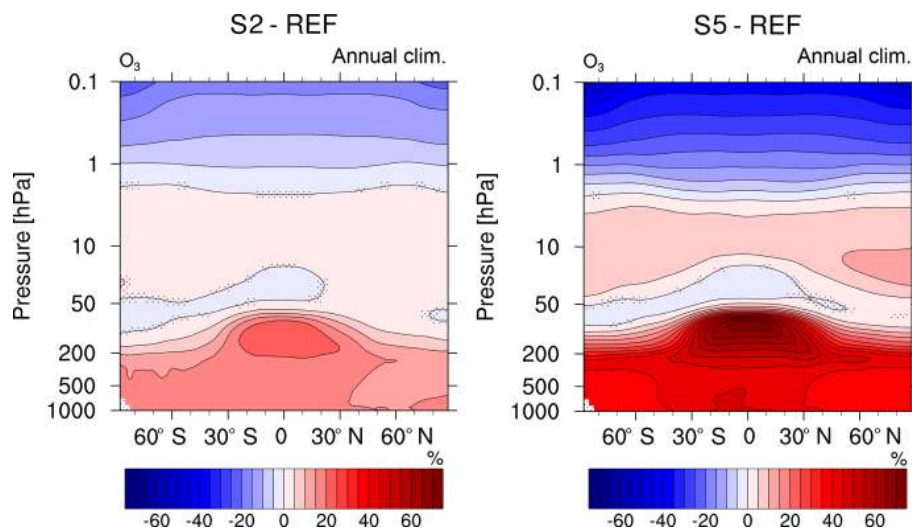 S2 - REF
O₃ Annual clim.
Pressure [hPa]
0.1
1
10
50
200
500
1000
60° S 30° S 0 30° N 60° N
%
-60 -40 -20 0 20 40 60
S5 - REF
O₃ Annual clim.
Pressure [hPa]
0.1
1
10
50
200
500
1000
60° S 30° S 0 30° N 60° N
%
-60 -40 -20 0 20 40 60